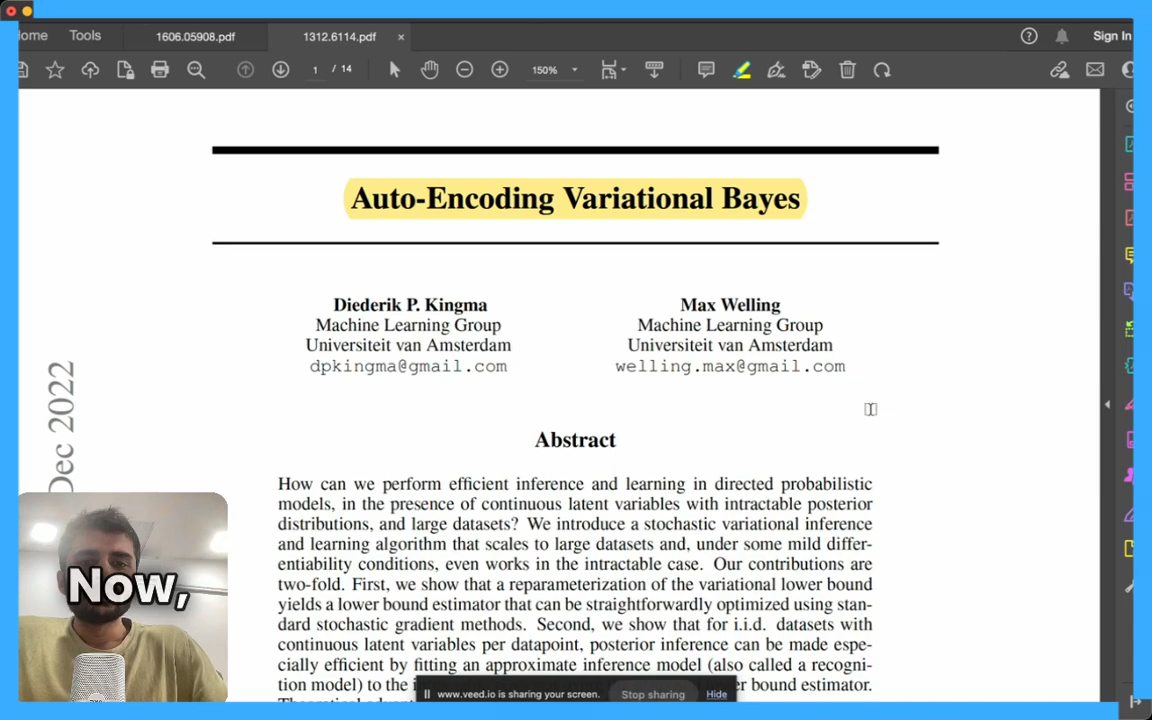 ome Tools 1606.05908.pdf 1312.6114.pdf × Sign In
1 / 14 150%
Auto-Encoding Variational Bayes
Diederik P. Kingma
Machine Learning Group
Universiteit van Amsterdam
dpkingma@gmail.com
Max Welling
Machine Learning Group
Universiteit van Amsterdam
welling.max@gmail.com
Dec 2022
Abstract
How can we perform efficient inference and learning in directed probabilistic
models, in the presence of continuous latent variables with intractable posterior
distributions, and large datasets? We introduce a stochastic variational inference
and learning algorithm that scales to large datasets and, under some mild differ-
entiability conditions, even works in the intractable case. Our contributions are
two-fold. First, we show that a reparameterization of the variational lower bound
yields a lower bound estimator that can be straightforwardly optimized using stan-
dard stochastic gradient methods. Second, we show that for i.i.d. datasets with
continuous latent variables per datapoint, posterior inference can be made espe-
cially efficient by fitting an approximate inference model (also called a recogni-
tion model) to the i er bound estimator.
Now,
www.veed.io is sharing your screen. Stop sharing Hide